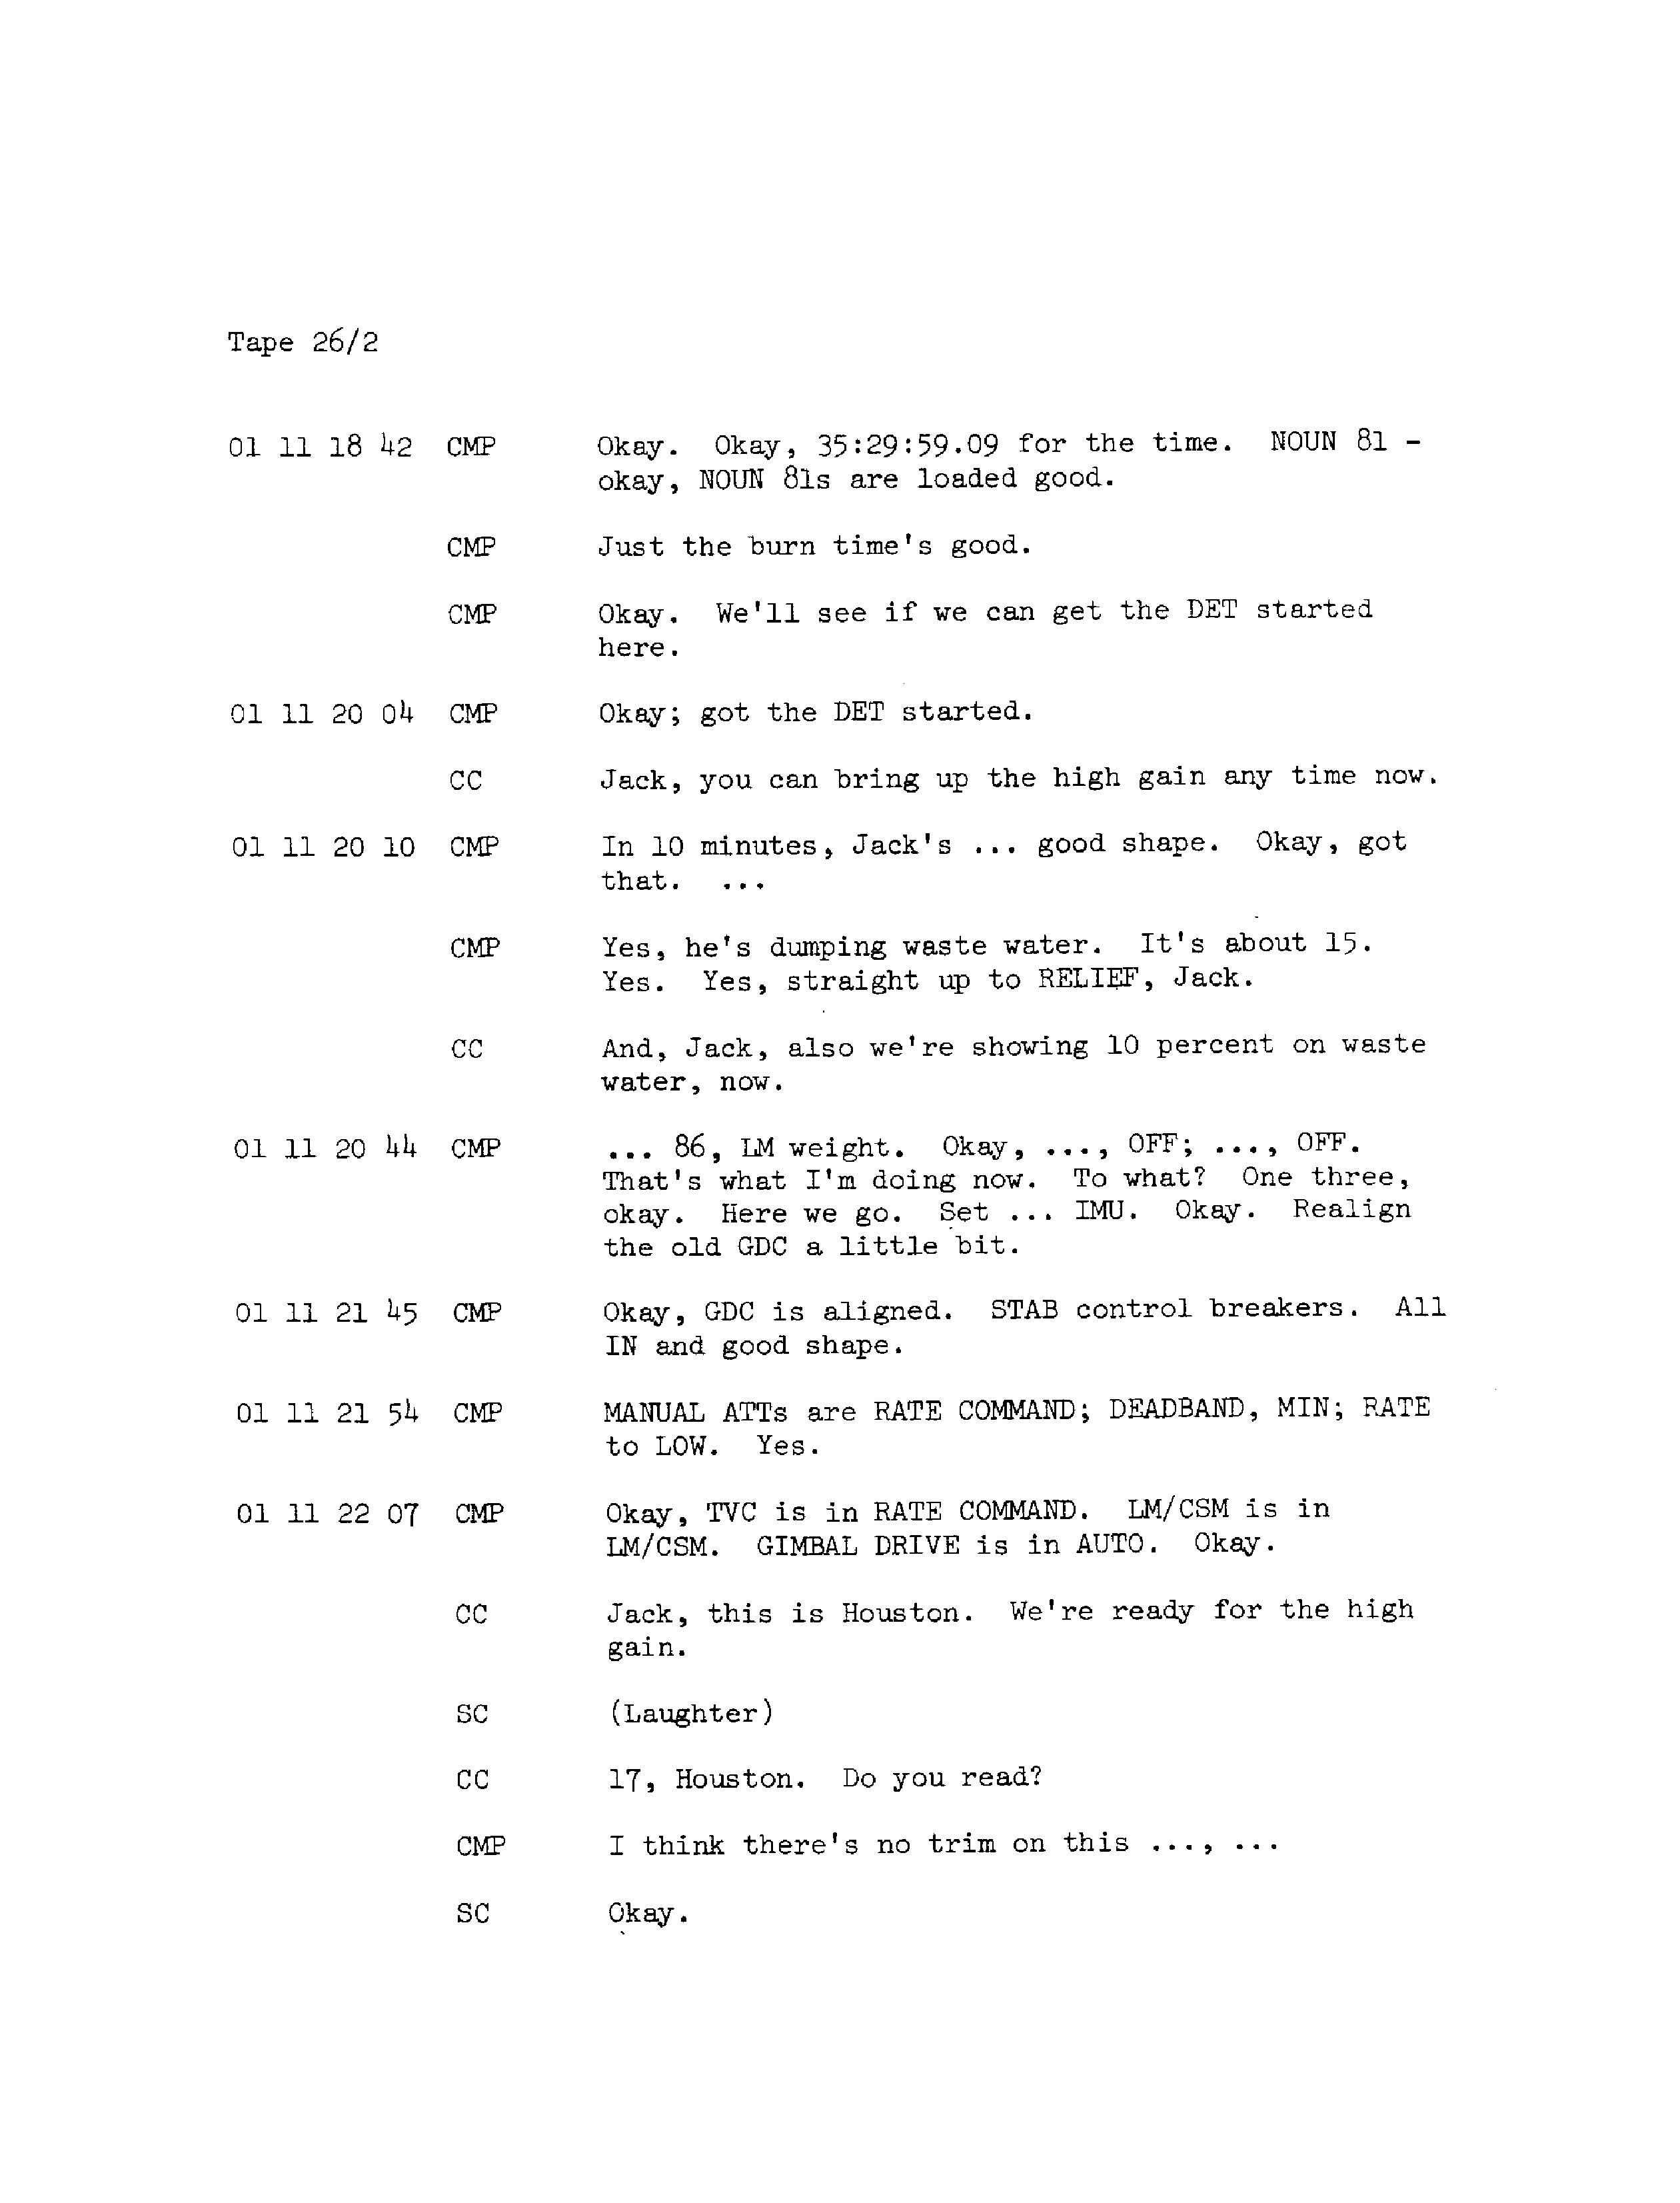 Tape 26/2
01 11 18 42 CMP Okay. Okay, 35:29:59.09 for the time. NOUN 81 -
okay, NOUN 81s are loaded good.
CMP Just the burn time's good.
CMP Okay. We'll see if we can get the DET started
here.
01 11 20 04 CMP Okay; got the DET started.
CC Jack, you can bring up the high gain any time now.
01 11 20 10 CMP In 10 minutes, Jack's ... good shape. Okay, got
that. ...
CMP Yes, he's dumping waste water. It's about 15.
Yes. Yes, straight up to RELIEF, Jack.
CC And, Jack, also we're showing 10 percent on waste
water, now.
01 11 20 44 CMP ... 86, LM weight. Okay, ..., OFF; ..., OFF.
That's what I'm doing now. To what? One three,
okay. Here we go. Set ... IMU. Okay. Realign
the old GDC a little bit.
01 11 21 45 CMP Okay, GDC is aligned. STAB control breakers. All
IN and good shape.
01 11 21 54 CMP MANUAL ATTs are RATE COMMAND; DEADBAND, MIN; RATE
to LOW. Yes.
01 11 22 07 CMP Okay, TVC is in RATE COMMAND. LM/CSM is in
LM/CSM. GIMBAL DRIVE is in AUTO. Okay.
CC Jack, this is Houston. We're ready for the high
gain.
SC (Laughter)
CC 17, Houston. Do you read?
CMP I think there's no trim on this ..., ...
SC Okay.